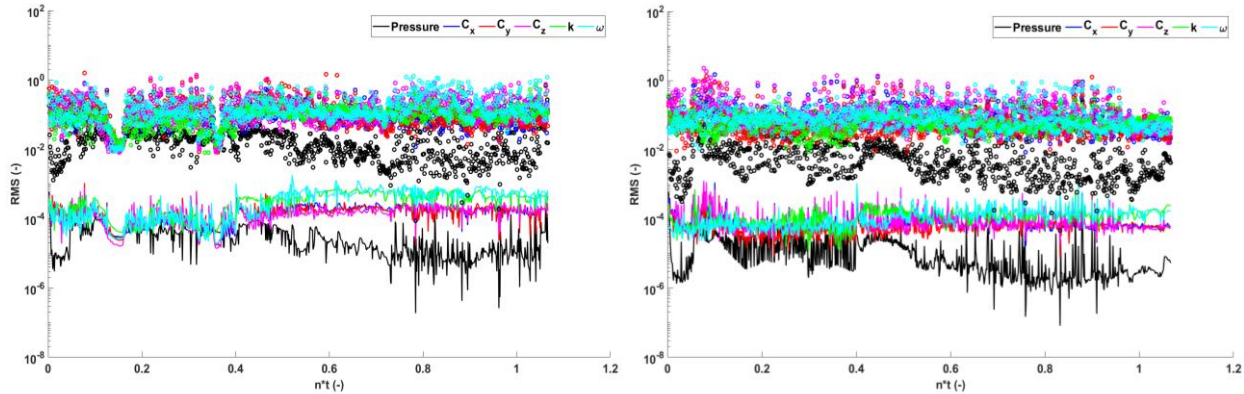 Pressure C_x C_y C_z k ω
10^2
10^0
10^-2
10^-4
10^-6
10^-8
RMS (-)
0 0.2 0.4 0.6 0.8 1 1.2
n*t (-)
Pressure C_x C_y C_z k ω
10^2
10^0
10^-2
10^-4
10^-6
10^-8
RMS (-)
0 0.2 0.4 0.6 0.8 1 1.2
n*t (-)